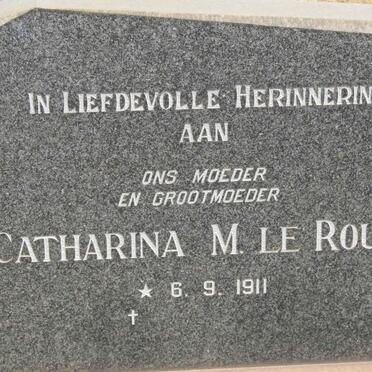 IN LIEFDEVOLLE HERINNERIN
AAN
ONS MOEDER
EN GROOTMOEDER
CATHARINA M. LE ROU
★ 6. 9. 1911
✝